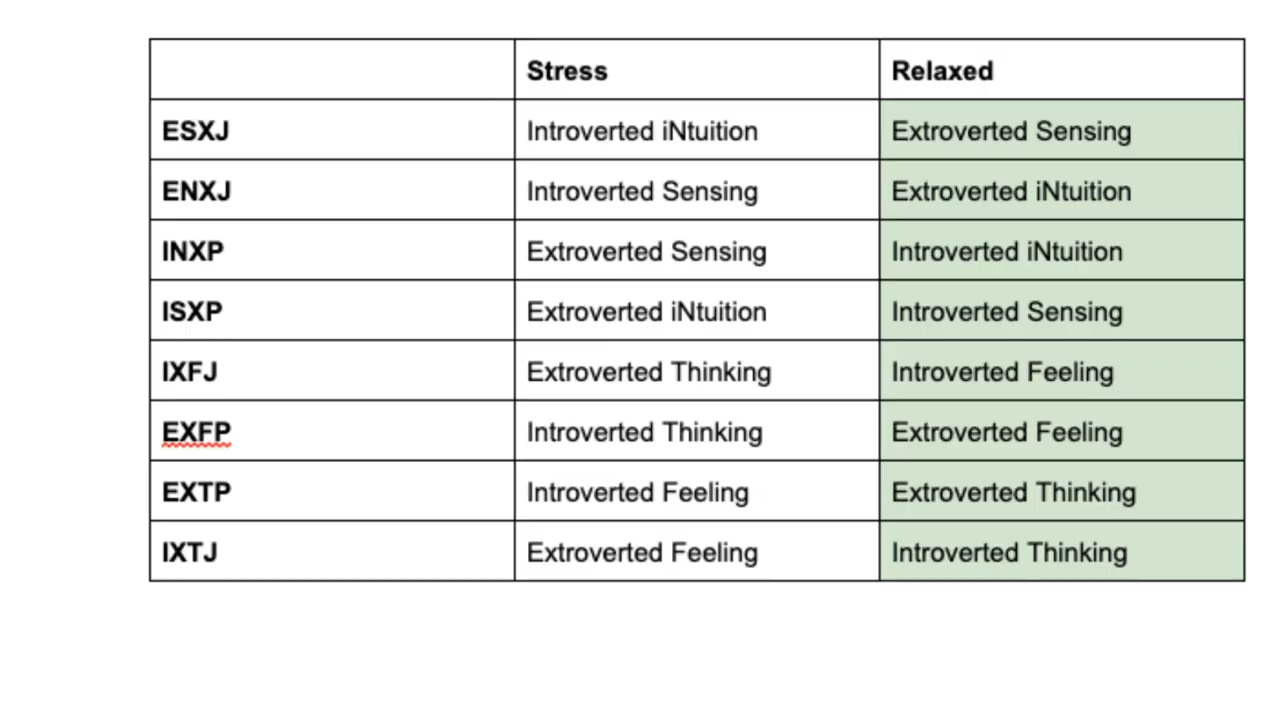 Stress Relaxed
ESXJ Introverted iNtuition Extroverted Sensing
ENXJ Introverted Sensing Extroverted iNtuition
INXP Extroverted Sensing Introverted iNtuition
ISXP Extroverted iNtuition Introverted Sensing
IXFJ Extroverted Thinking Introverted Feeling
EXFP Introverted Thinking Extroverted Feeling
EXTP Introverted Feeling Extroverted Thinking
IXTJ Extroverted Feeling Introverted Thinking